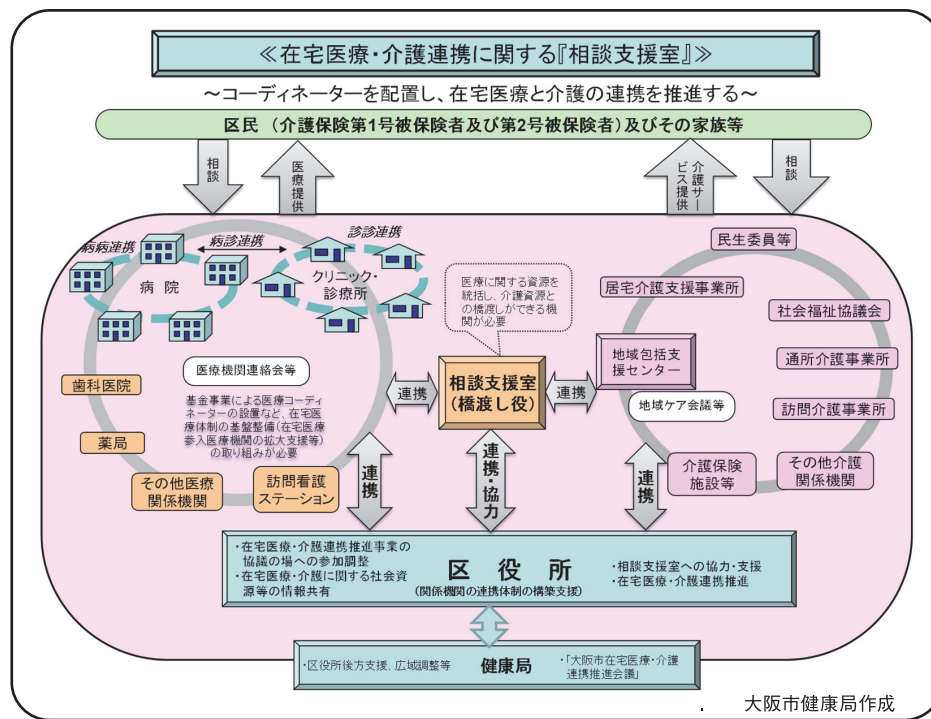 ≪在宅医療・介護連携に関する『相談支援室』≫
～コーディネーターを配置し、在宅医療と介護の連携を推進する～
区民 (介護保険第1号被保険者及び第2号被保険者)及びその家族等
相談
医療提供
介護サー
ビス提供
相談
病病連携
病診連携
診診連携
病 院
クリニック・
診療所
医療に関する資源を
統括し、介護資源と
の橋渡しができる機
関が必要
民生委員等
居宅介護支援事業所
社会福祉協議会
地域包括支
援センター
通所介護事業所
訪問介護事業所
地域ケア会議等
介護保険
施設等
その他介護
関係機関
医療機関連絡会等
基金事業による医療コーディ
ネーターの設置など、在宅医
療体制の基盤整備(在宅医療
参入医療機関の拡大支援等)
の取り組みが必要
歯科医院
薬局
その他医療
関係機関
訪問看護
ステーション
連携
相談支援室
(橋渡し役)
連携
連携
連携・協力
連携
・在宅医療・介護連携推進事業の
協議の場への参加調整
・在宅医療・介護に関する社会資
源等の情報共有
区 役 所
(関係機関の連携体制の構築支援)
・相談支援室への協力・支援
・在宅医療・介護連携推進
・区役所後方支援、広域調整等
健康局
・「大阪市在宅医療・介護
連携推進会議」
. 大阪市健康局作成